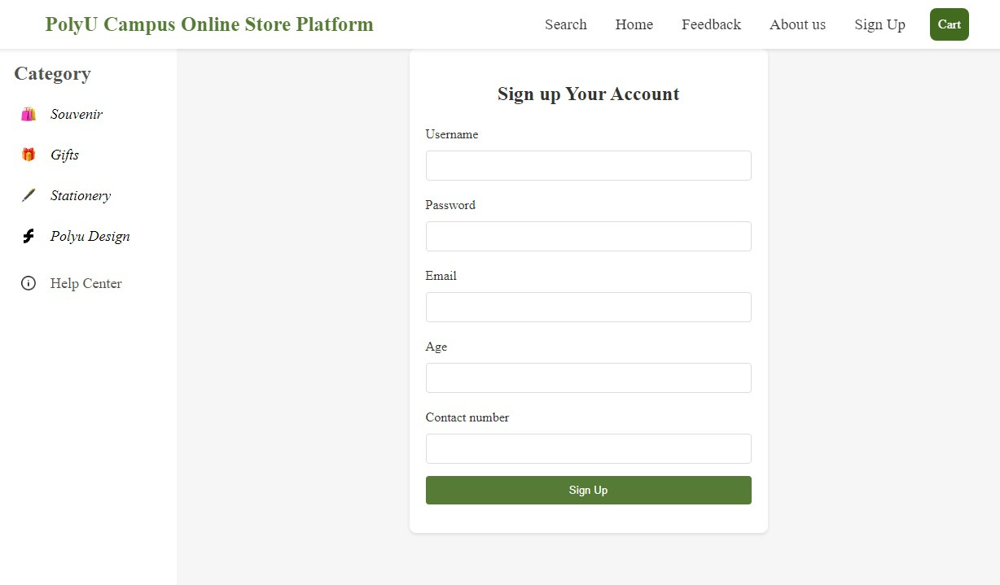 PolyU Campus Online Store Platform
Search Home Feedback About us Sign Up Cart
Category
Souvenir
Gifts
Stationery
Polyu Design
Help Center
Sign up Your Account
Username
Password
Email
Age
Contact number
Sign Up